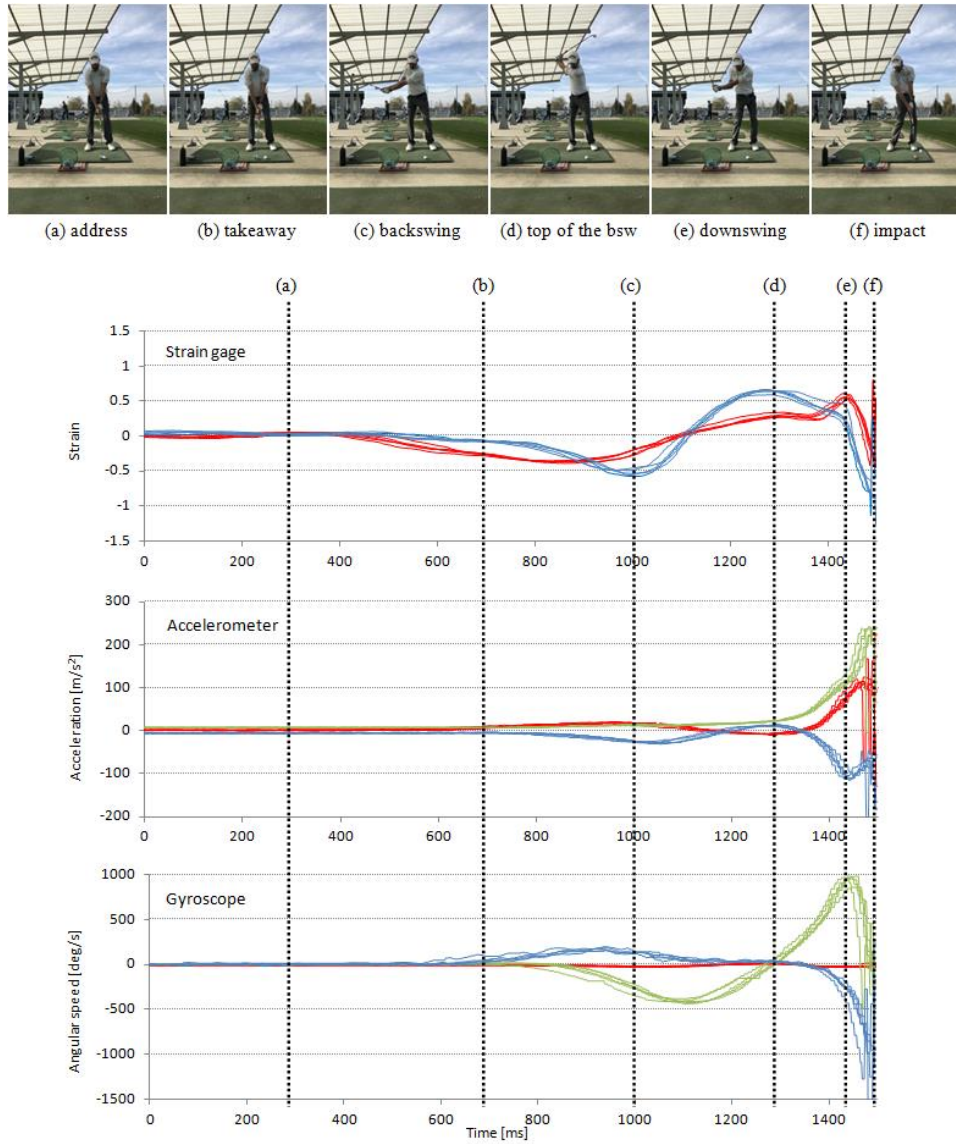 (a) address (b) takeaway (c) backswing (d) top of the bsw (e) downswing (f) impact
(a) (b) (c) (d) (e) (f)
Strain gage
Strain
1.5
1
0.5
0
-0.5
-1
-1.5
0 200 400 600 800 1000 1200 1400
Accelerometer
Acceleration [m/s²]
300
200
100
0
-100
-200
0 200 400 600 800 1000 1200 1400
Gyroscope
Angular speed [deg/s]
1000
500
0
-500
-1000
-1500
0 200 400 600 800 1000 1200 1400
Time [ms]